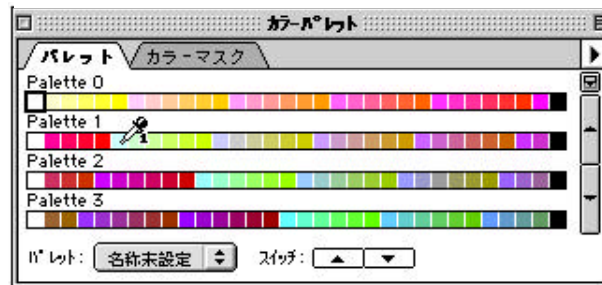 カラーパレット
パレット カラーマスク
Palette 0
Palette 1
1
Palette 2
Palette 3
パレット: 名称未設定 スイッチ: